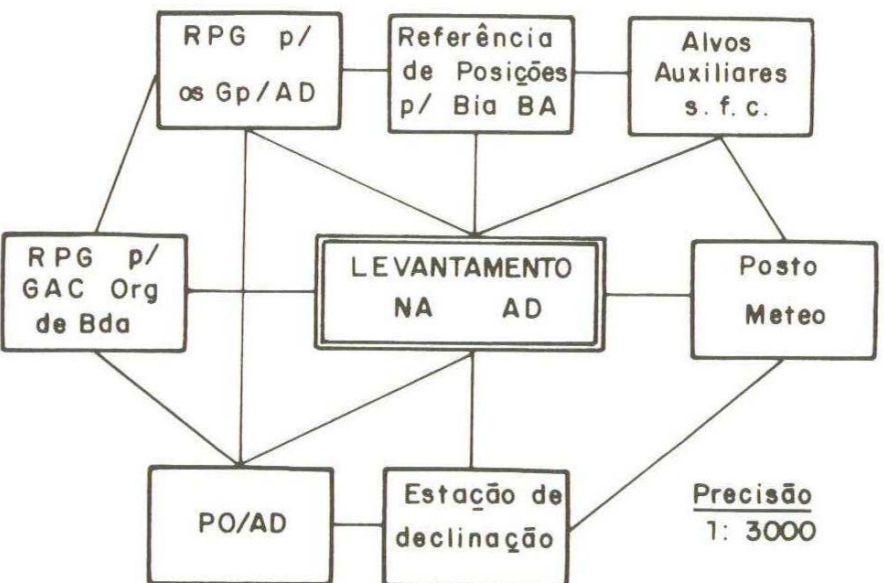 RPG p/
os Gp/AD
Referência
de Posições
p/ Bia BA
Alvos
Auxiliares
s.f.c.
RPG p/
GAC Org
de Bda
LEVANTAMENTO
NA AD
Posto
Meteo
PO/AD
Estação de
declinação
Precisão
1: 3000